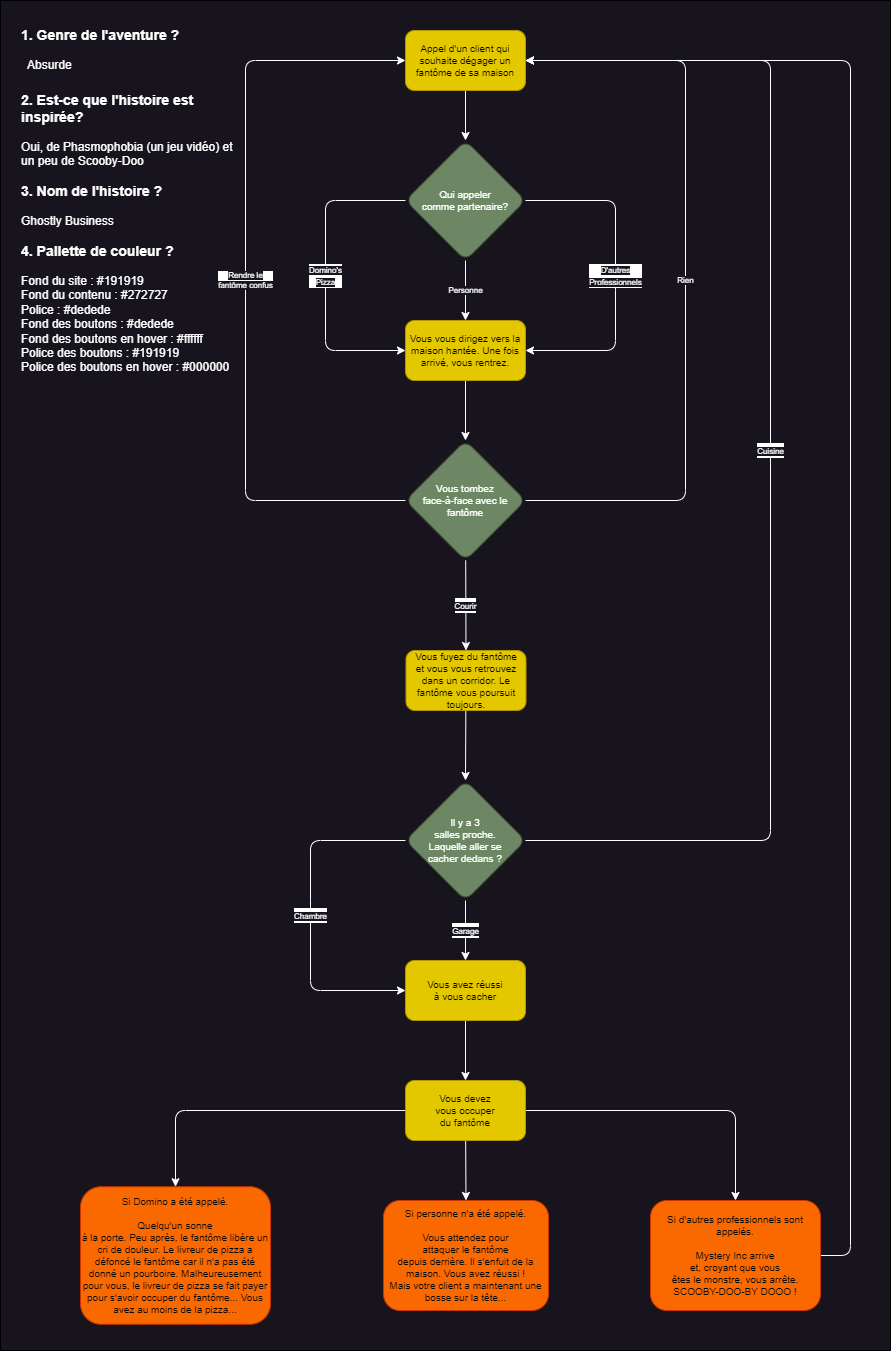 1. Genre de l'aventure ?
Absurde
2. Est-ce que l'histoire est
inspirée?
Oui, de Phasmophobia (un jeu vidéo) et
un peu de Scooby-Doo
3. Nom de l'histoire ?
Ghostly Business
4. Pallette de couleur ?
Fond du site : #191919
Fond du contenu : #272727
Police : #dedede
Fond des boutons : #dedede
Fond des boutons en hover : #ffffff
Police des boutons : #191919
Police des boutons en hover : #000000
Appel d'un client qui
souhaite dégager un
fantôme de sa maison
Qui appeler
comme partenaire?
Rendre le
fantôme confus
Domino's
Pizza
Personne
D'autres
Professionnels
Rien
Vous vous dirigez vers la
maison hantée. Une fois
arrivé, vous rentrez.
Cuisine
Vous tombez
face-à-face avec le
fantôme
Courir
Vous fuyez du fantôme
et vous vous retrouvez
dans un corridor. Le
fantôme vous poursuit
toujours.
Il y a 3
salles proche.
Laquelle aller se
cacher dedans ?
Chambre
Garage
Vous avez réussi
à vous cacher
Vous devez
vous occuper
du fantôme
Si Domino a été appelé.
Quelqu'un sonne
à la porte. Peu après, le fantôme libère un
cri de douleur. Le livreur de pizza a
défoncé le fantôme car il n'a pas été
donné un pourboire. Malheureusement
pour vous, le livreur de pizza se fait payer
pour s'avoir occuper du fantôme... Vous
avez au moins de la pizza...
Si personne n'a été appelé.
Vous attendez pour
attaquer le fantôme
depuis derrière. Il s'enfuit de la
maison. Vous avez réussi !
Mais votre client a maintenant une
bosse sur la tête...
Si d'autres professionnels sont
appelés.
Mystery Inc arrive
et, croyant que vous
êtes le monstre, vous arrête.
SCOOBY-DOO-BY DOOO !